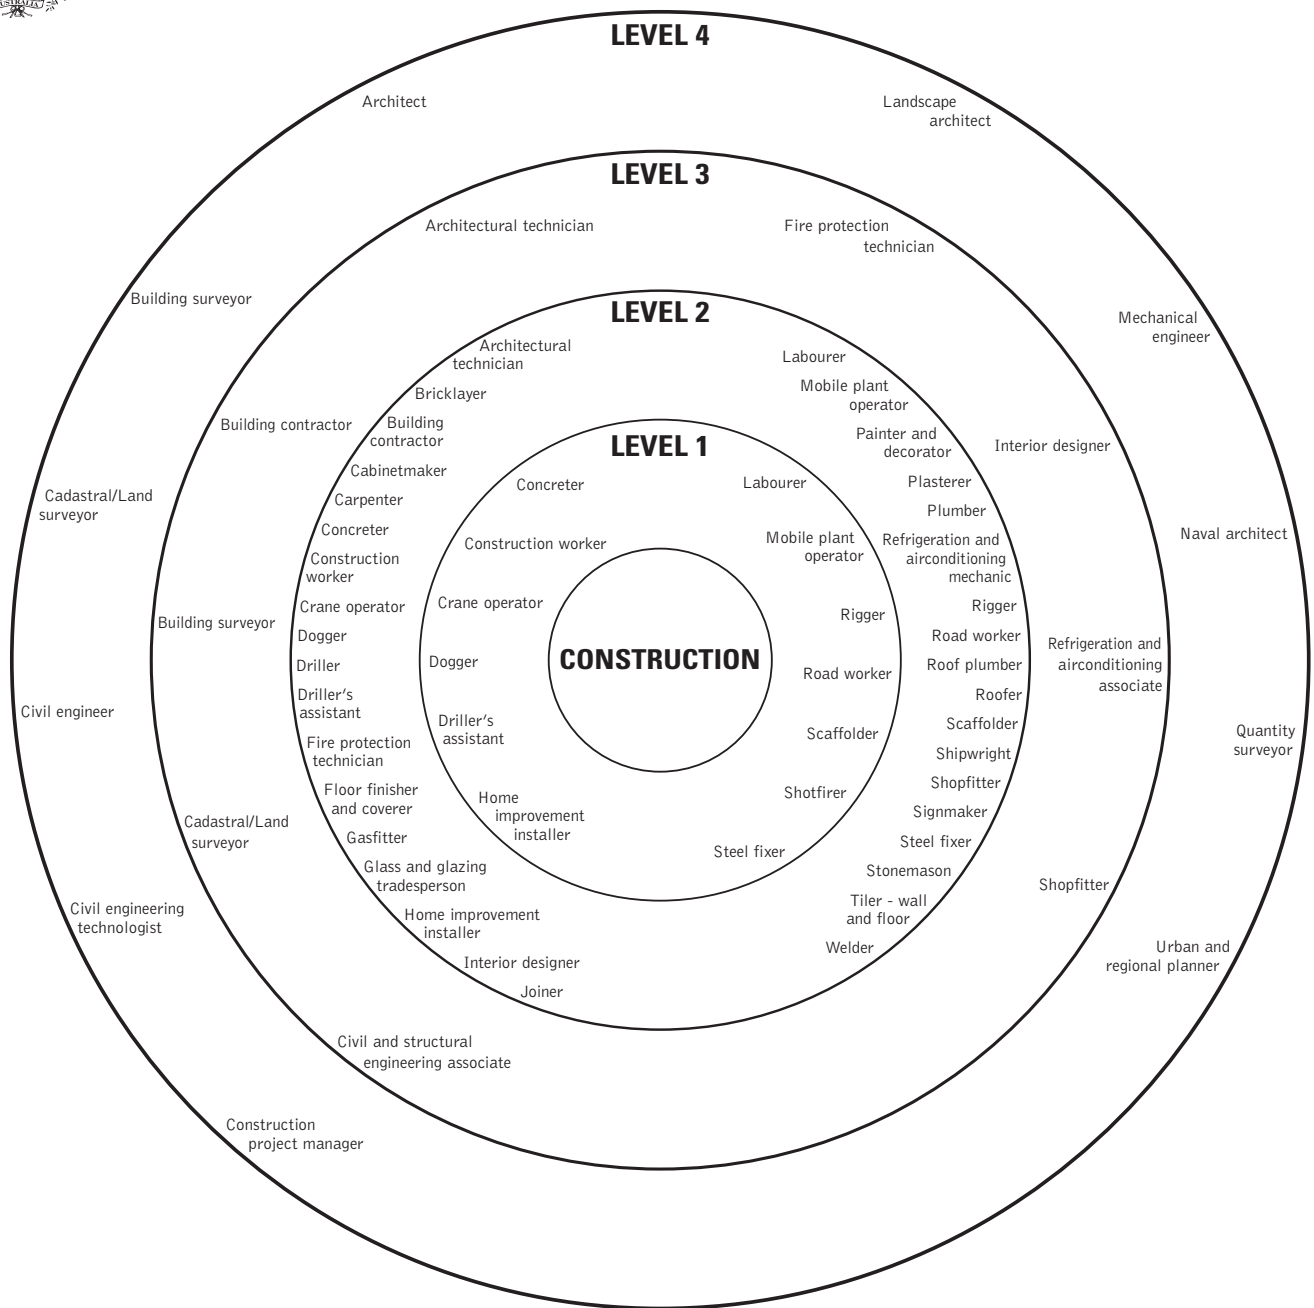 USTRALIA
LEVEL 4
Architect
Building surveyor
Cadastral/Land
surveyor
Civil engineer
Civil engineering
technologist
Construction
project manager
Landscape
architect
Mechanical
engineer
Naval architect
Quantity
surveyor
Urban and
regional planner
LEVEL 3
Architectural technician
Building contractor
Building surveyor
Cadastral/Land
surveyor
Civil and structural
engineering associate
Fire protection
technician
Interior designer
Refrigeration and
airconditioning
associate
Shopfitter
LEVEL 2
Architectural
technician
Bricklayer
Building
contractor
Cabinetmaker
Carpenter
Concreter
Construction
worker
Crane operator
Dogger
Driller
Driller's
assistant
Fire protection
technician
Floor finisher
and coverer
Gasfitter
Glass and glazing
tradesperson
Home improvement
installer
Interior designer
Joiner
Labourer
Mobile plant
operator
Painter and
decorator
Plasterer
Plumber
Refrigeration and
airconditioning
mechanic
Rigger
Road worker
Roof plumber
Roofer
Scaffolder
Shipwright
Shopfitter
Signmaker
Steel fixer
Stonemason
Tiler - wall
and floor
Welder
LEVEL 1
Concreter
Construction worker
Crane operator
Dogger
Driller's
assistant
Home
improvement
installer
Labourer
Mobile plant
operator
Rigger
Road worker
Scaffolder
Shotfirer
Steel fixer
CONSTRUCTION